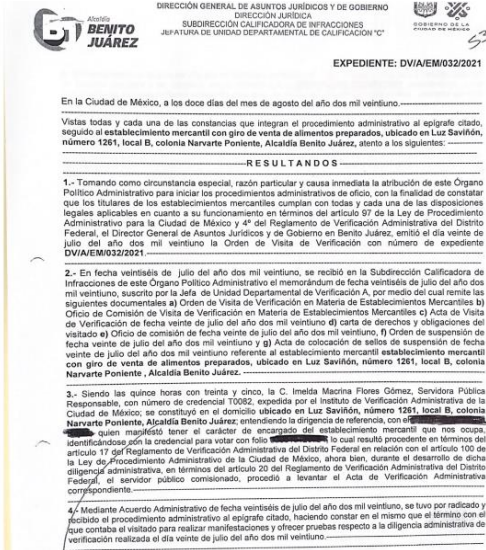 DIRECCIÓN GENERAL DE ASUNTOS JURÍDICOS Y DE GOBIERNO
DIRECCIÓN JURÍDICA
SUBDIRECCIÓN CALIFICADORA DE INFRACCIONES
JEFATURA DE UNIDAD DEPARTAMENTAL DE CALIFICACIÓN "C"
Alcaldía
BENITO
JUÁREZ
GOBIERNO DE LA
CIUDAD DE MÉXICO
EXPEDIENTE: DV/A/EM/032/2021
En la Ciudad de México, a los doce días del mes de agosto del año dos mil veintiuno.
Vistas todas y cada una de las constancias que integran el procedimiento administrativo al epígrafe citado,
seguido al establecimiento mercantil con giro de venta de alimentos preparados, ubicado en Luz Saviñón,
número 1261, local B, colonia Narvarte Poniente, Alcaldía Benito Juárez, atento a los siguientes:
RESULTANDOS
1.- Tomando como circunstancia especial, razón particular y causa inmediata la atribución de este Órgano
Político Administrativo para iniciar los procedimientos administrativos de oficio, con la finalidad de constatar
que los titulares de los establecimientos mercantiles cumplan con todas y cada una de las disposiciones
legales aplicables en cuanto a su funcionamiento en términos del artículo 97 de la Ley de Procedimiento
Administrativo para la Ciudad de México y 4º del Reglamento de Verificación Administrativa del Distrito
Federal, el Director General de Asuntos Jurídicos y de Gobierno en Benito Juárez, emitió el día veinte de
julio del año dos mil veintiuno la Orden de Visita de Verificación con número de expediente
DV/A/EM/032/2021.
2.- En fecha veintiséis de julio del año dos mil veintiuno, se recibió en la Subdirección Calificadora de
Infracciones de este Órgano Político Administrativo el memorándum de fecha veintiséis de julio del año dos
mil veintiuno, suscrito por la Jefa de Unidad Departamental de Verificación A, por medio del cual remite las
siguientes documentales a) Orden de Visita de Verificación en Materia de Establecimientos Mercantiles b)
Oficio de Comisión de Visita de Verificación en Materia de Establecimientos Mercantiles c) Acta de Visita
de Verificación de fecha veinte de julio del año dos mil veintiuno d) carta de derechos y obligaciones del
visitado e) Oficio de comisión de fecha veinte de julio del año dos mil veintiuno, f) Orden de suspensión de
fecha veinte de julio del año dos mil veintiuno y g) Acta de colocación de sellos de suspensión de fecha
veinte de julio del año dos mil veintiuno referente al establecimiento mercantil establecimiento mercantil
con giro de venta de alimentos preparados, ubicado en Luz Saviñón, número 1261, local B, colonia
Narvarte Poniente , Alcaldía Benito Juárez.
3.- Siendo las quince horas con treinta y cinco, la C. Imelda Macrina Flores Gómez, Servidora Pública
Responsable, con número de credencial T0082, expedida por el Instituto de Verificación Administrativa de la
Ciudad de México; se constituyó en el domicilio ubicado en Luz Saviñón, número 1261, local B, colonia
Narvarte Poniente, Alcaldía Benito Juárez; entendiendo la diligencia de referencia, con el
quien manifestó tener el carácter de encargado del establecimiento mercantil que nos ocupa,
identificándose con la credencial para votar con folio lo cual resultó procedente en términos del
artículo 17 del Reglamento de Verificación Administrativa del Distrito Federal en relación con el artículo 100 de
la Ley de Procedimiento Administrativo de la Ciudad de México, ahora bien, durante el desarrollo de dicha
diligencia administrativa, en términos del artículo 20 del Reglamento de Verificación Administrativa del Distrito
Federal, el servidor público comisionado, procedió a levantar el Acta de Verificación Administrativa
correspondiente.
4.- Mediante Acuerdo Administrativo de fecha veintiséis de julio del año dos mil veintiuno, se tuvo por radicado y
recibido el procedimiento administrativo al epígrafe citado, haciendo constar en el mismo que el término con el
que contaba el visitado para realizar manifestaciones y ofrecer pruebas respecto a la diligencia administrativa de
verificación realizada el día veinte de julio del año dos mil veintiuno.